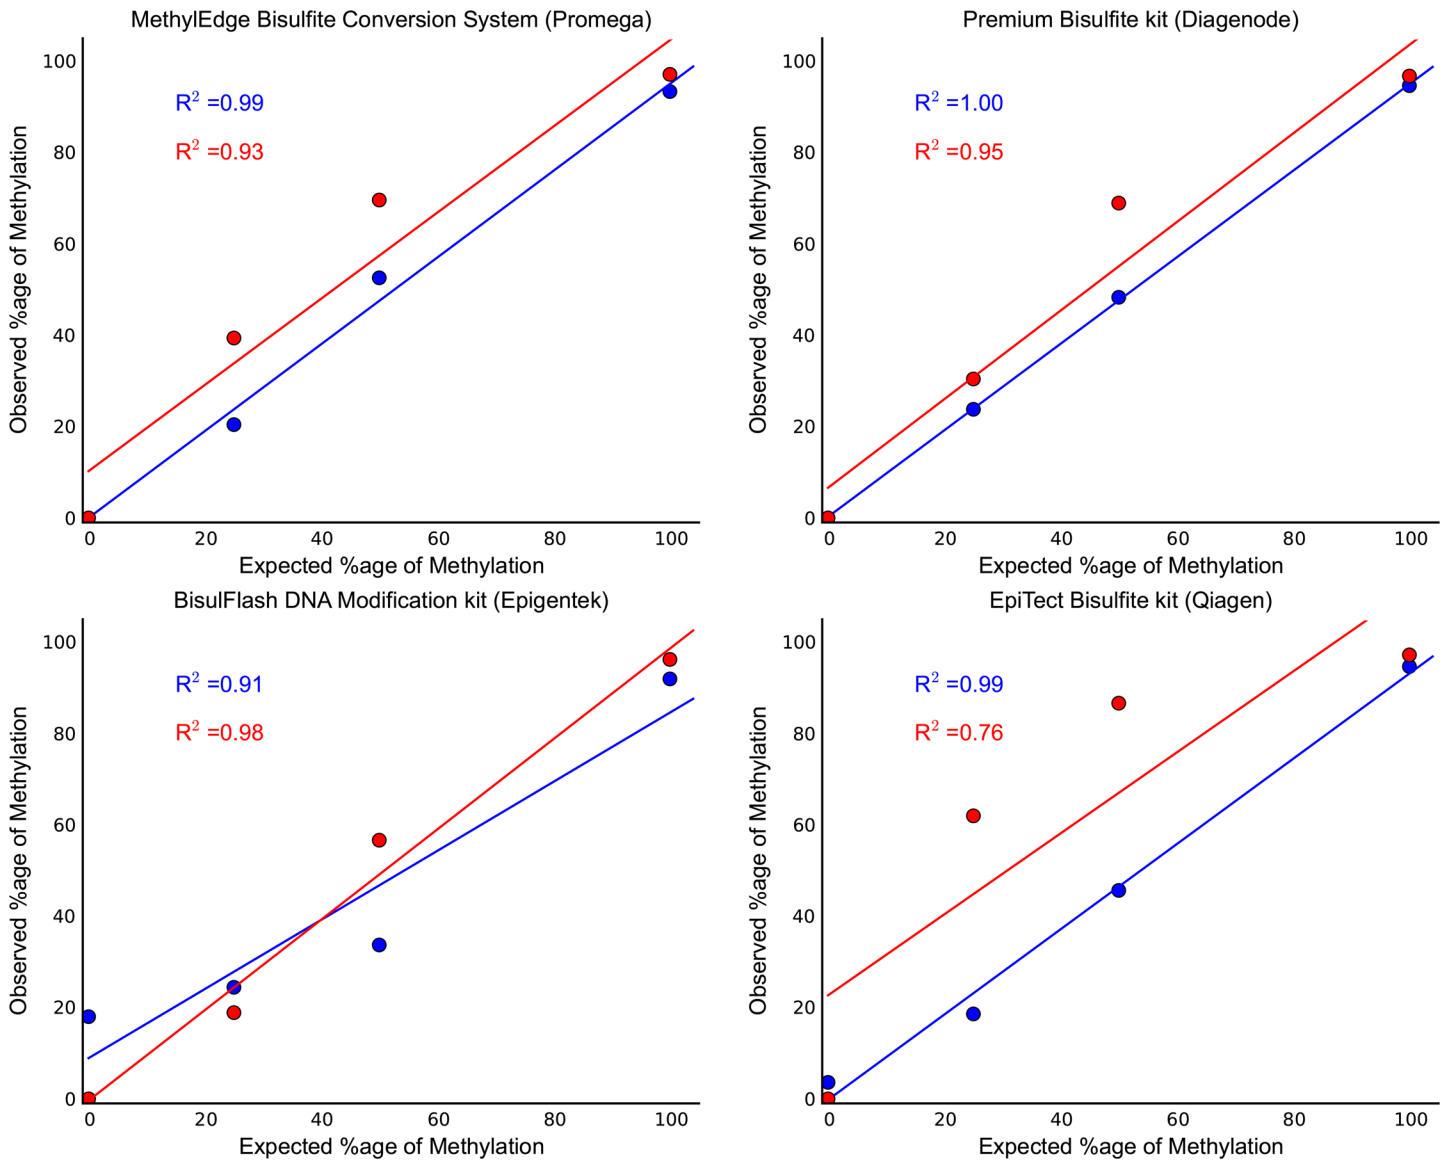 MethylEdge Bisulfite Conversion System (Promega)
R² =0.99
R² =0.93
Observed %age of Methylation
100
80
60
40
20
0
0 20 40 60 80 100
Expected %age of Methylation
Premium Bisulfite kit (Diagenode)
R² =1.00
R² =0.95
Observed %age of Methylation
100
80
60
40
20
0
0 20 40 60 80 100
Expected %age of Methylation
BisulFlash DNA Modification kit (Epigentek)
R² =0.91
R² =0.98
Observed %age of Methylation
100
80
60
40
20
0
0 20 40 60 80 100
Expected %age of Methylation
EpiTect Bisulfite kit (Qiagen)
R² =0.99
R² =0.76
Observed %age of Methylation
100
80
60
40
20
0
0 20 40 60 80 100
Expected %age of Methylation